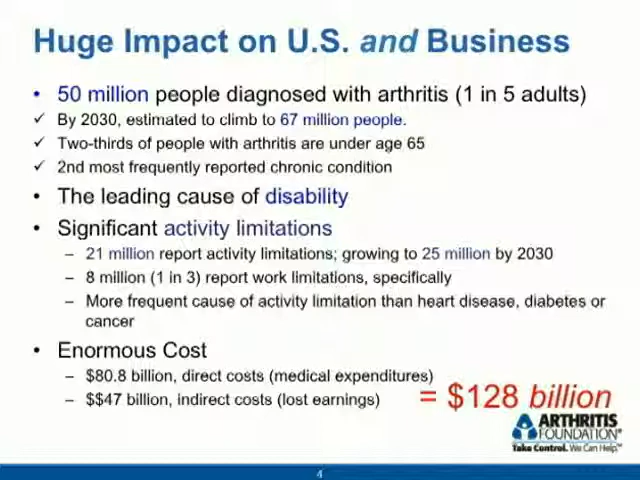 Huge Impact on U.S. and Business
• 50 million people diagnosed with arthritis (1 in 5 adults)
✓ By 2030, estimated to climb to 67 million people.
✓ Two-thirds of people with arthritis are under age 65
✓ 2nd most frequently reported chronic condition
• The leading cause of disability
• Significant activity limitations
– 21 million report activity limitations; growing to 25 million by 2030
– 8 million (1 in 3) report work limitations, specifically
– More frequent cause of activity limitation than heart disease, diabetes or
cancer
• Enormous Cost
– $80.8 billion, direct costs (medical expenditures)
– $$47 billion, indirect costs (lost earnings)
= $128 billion
ARTHRITIS
FOUNDATION®
Take Control. We Can Help.™
4